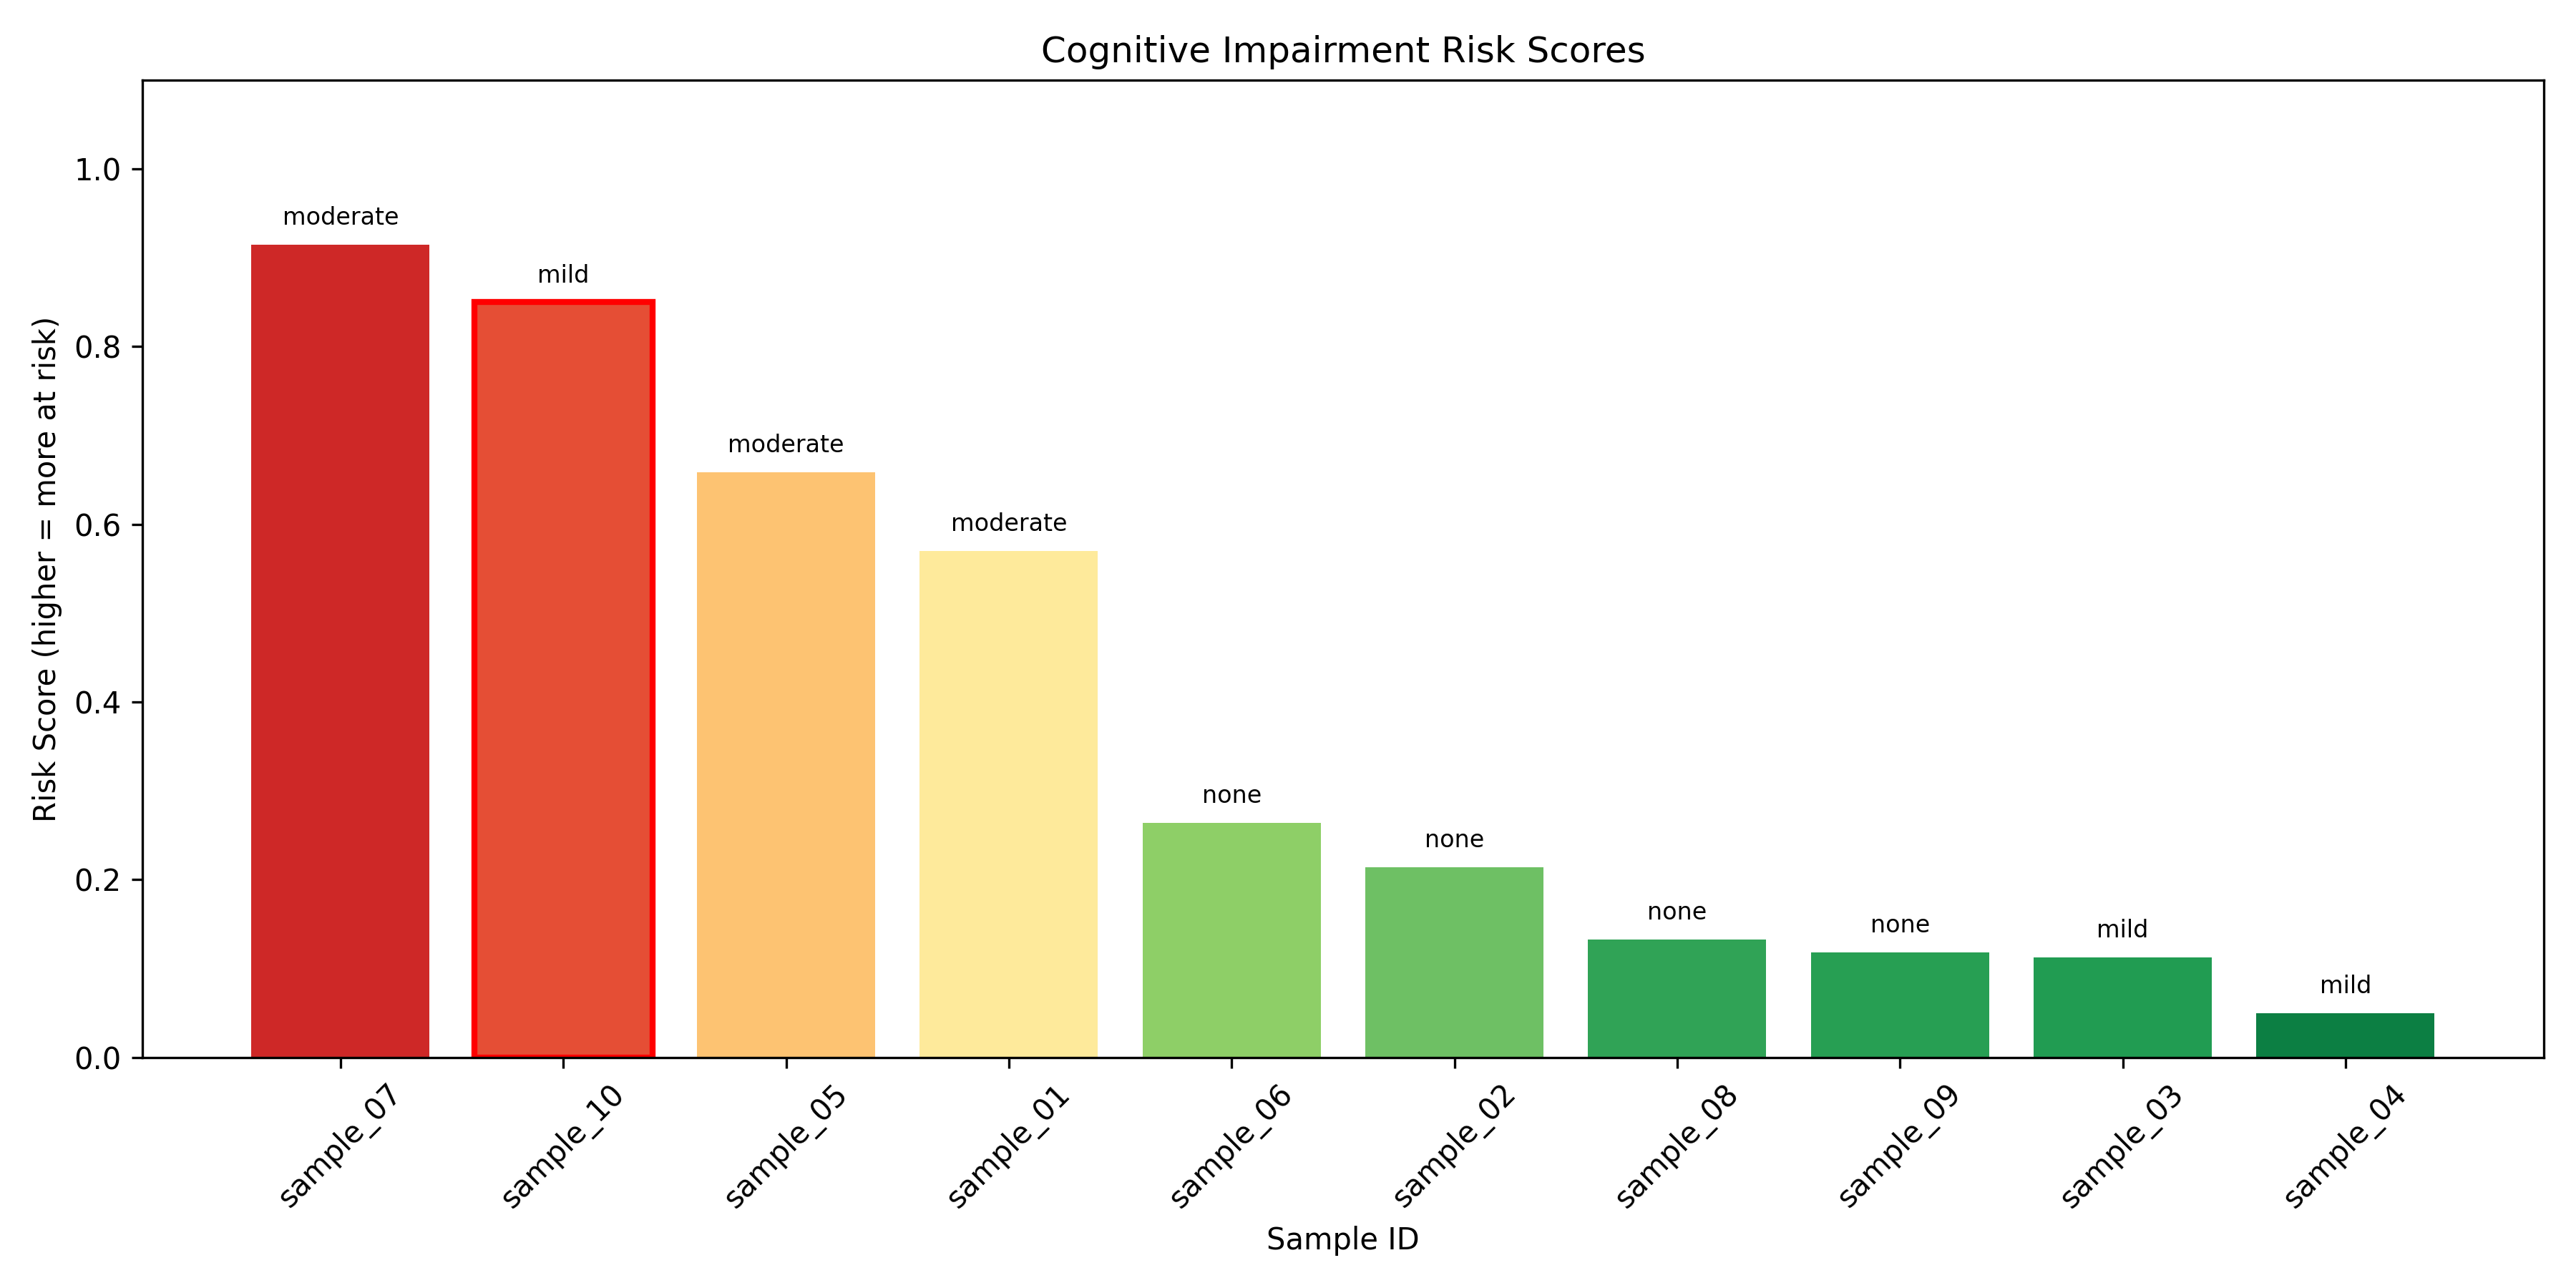 Cognitive Impairment Risk Scores
Risk Score (higher = more at risk)
1.0
0.8
0.6
0.4
0.2
0.0
moderate
mild
moderate
moderate
none
none
none
none
mild
mild
sample_07
sample_10
sample_05
sample_01
sample_06
sample_02
sample_08
sample_09
sample_03
sample_04
Sample ID